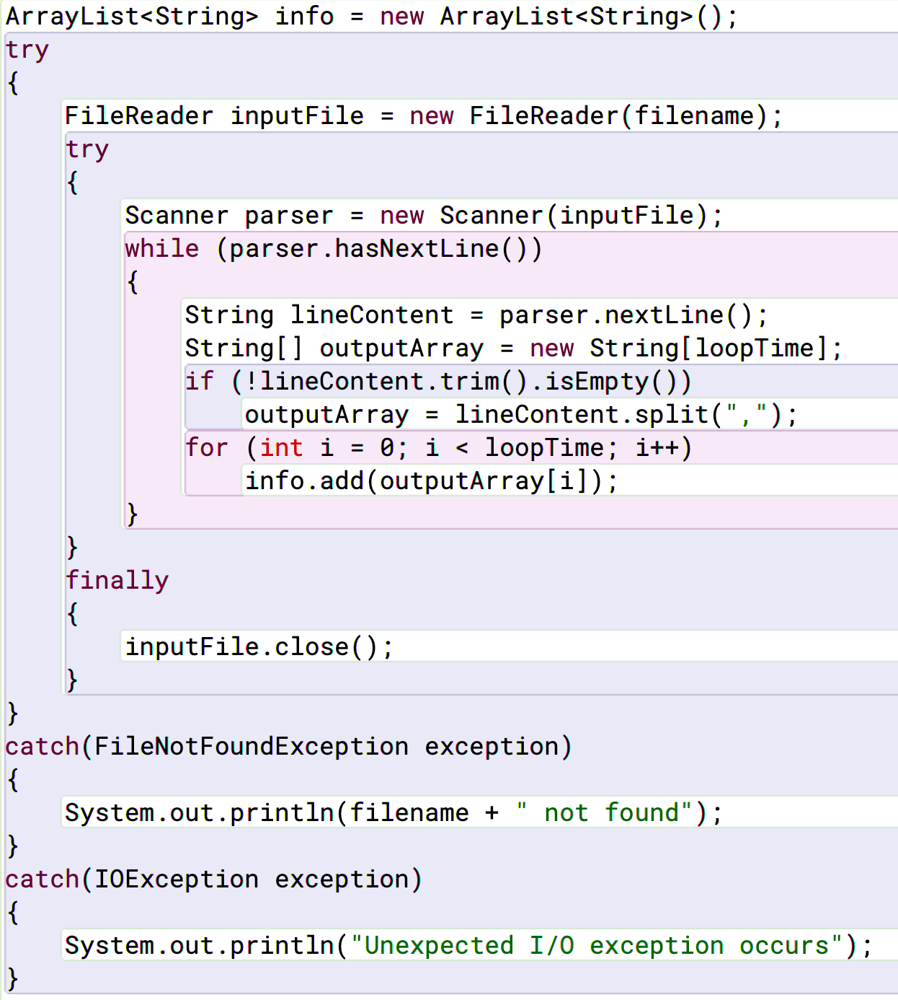 ArrayList<String> info = new ArrayList<String>();
try
{
FileReader inputFile = new FileReader(filename);
try
{
Scanner parser = new Scanner(inputFile);
while (parser.hasNextLine())
{
String lineContent = parser.nextLine();
String[] outputArray = new String[loopTime];
if (!lineContent.trim().isEmpty())
outputArray = lineContent.split(",");
for (int i = 0; i < loopTime; i++)
info.add(outputArray[i]);
}
}
finally
{
inputFile.close();
}
}
catch(FileNotFoundException exception)
{
System.out.println(filename + " not found");
}
catch(IOException exception)
{
System.out.println("Unexpected I/O exception occurs");
}